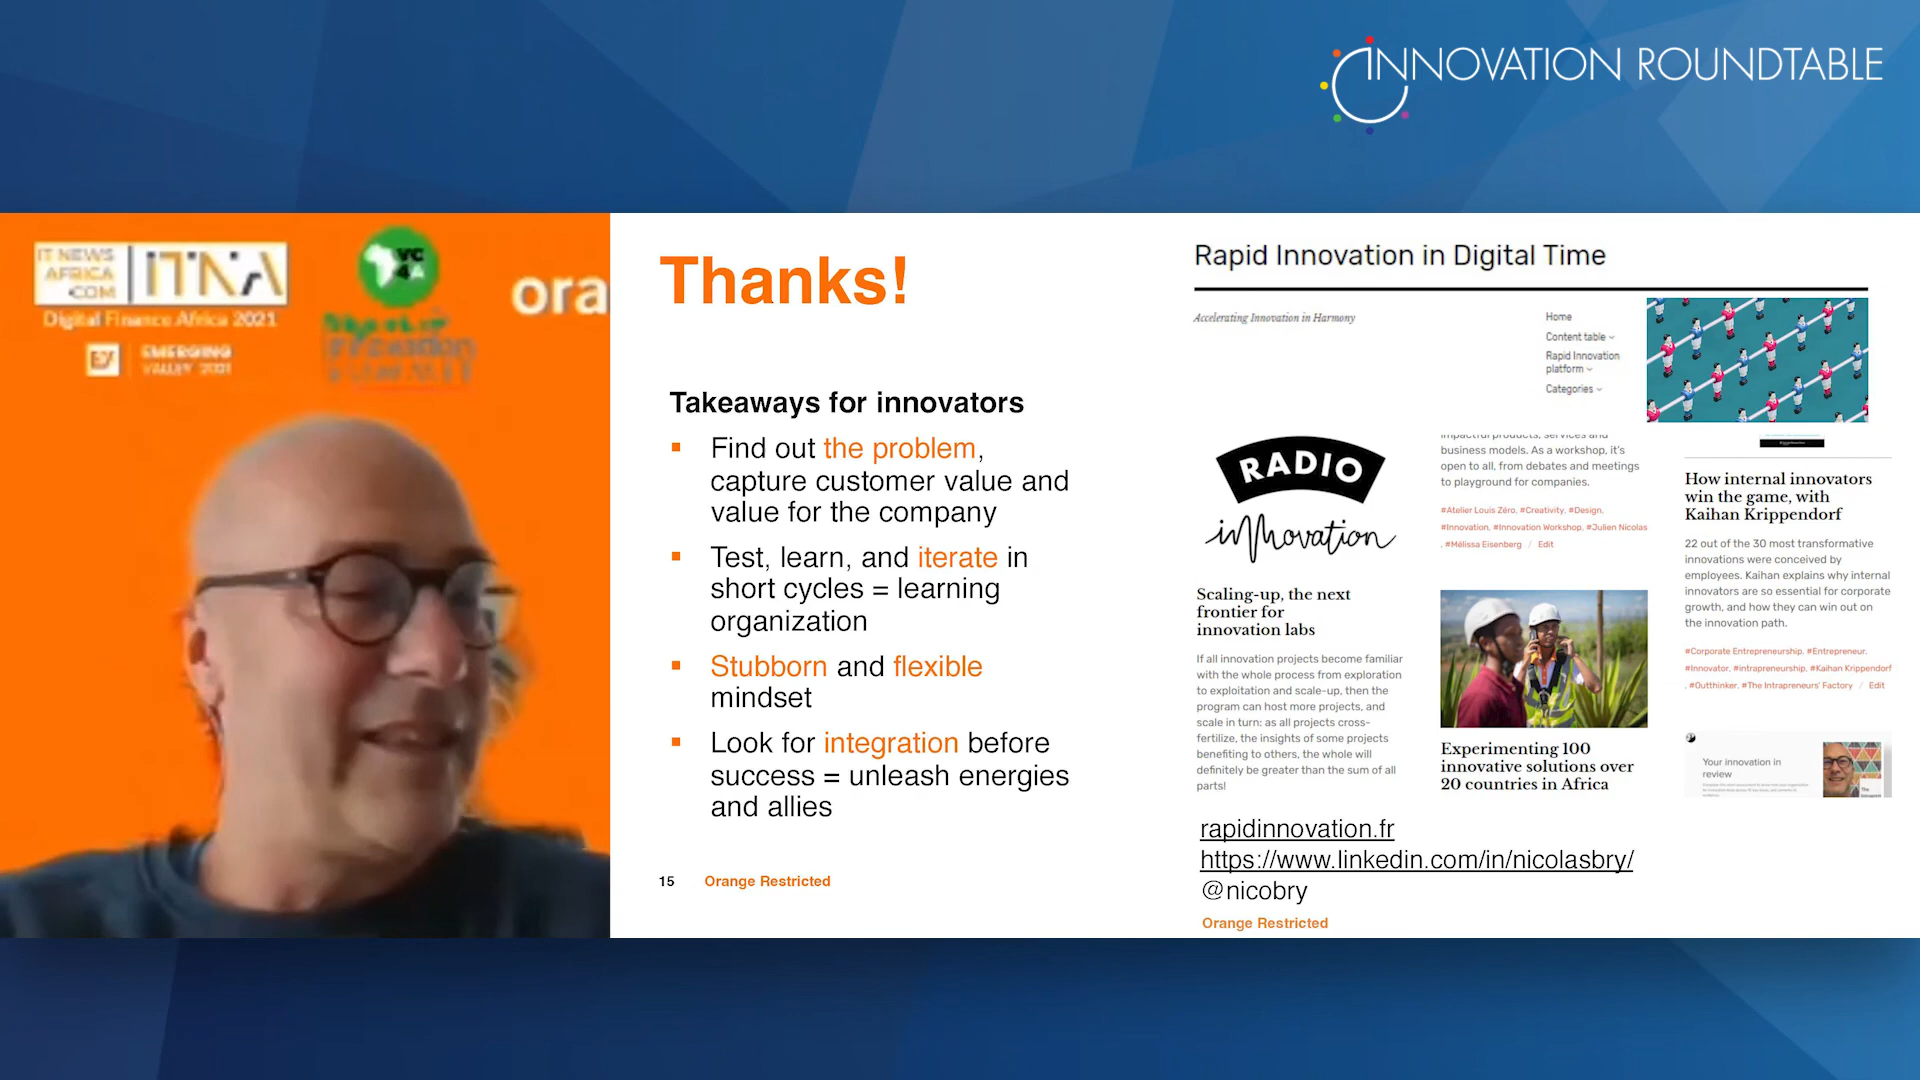 INNOVATION ROUNDTABLE
IT NEWS
AFRICA
.COM
ITNA
Digital Finance Africa 2021
EY
EMERGING
VALLEY 2021
VC
4A
ora
Thanks!
Takeaways for innovators
Find out the problem,
capture customer value and
value for the company
Test, learn, and iterate in
short cycles = learning
organization
Stubborn and flexible
mindset
Look for integration before
success = unleash energies
and allies
15 Orange Restricted
Rapid Innovation in Digital Time
Accelerating Innovation in Harmony
Home
Content table
Rapid Innovation
platform
Categories
RADIO
innovation
Scaling-up, the next
frontier for
innovation labs
If all innovation projects become familiar
with the whole process from exploration
to exploitation and scale-up, then the
program can host more projects, and
scale in turn: as all projects cross-
fertilize, the insights of some projects
benefiting to others, the whole will
definitely be greater than the sum of all
parts!
impactful products, services and
business models. As a workshop, it's
open to all, from debates and meetings
to playground for companies.
#Atelier Louis Zéro, #Creativity, #Design,
#Innovation, #Innovation Workshop, #Julien Nicolas
, #Mélissa Eisenberg / Edit
Experimenting 100
innovative solutions over
20 countries in Africa
How internal innovators
win the game, with
Kaihan Krippendorf
22 out of the 30 most transformative
innovations were conceived by
employees. Kaihan explains why internal
innovators are so essential for corporate
growth, and how they can win out on
the innovation path.
#Corporate Entrepreneurship, #Entrepreneur,
#Innovator, #intrapreneurship, #Kaihan Krippendorf
, #Outthinker, #The Intrapreneurs' Factory / Edit
Your innovation in
review
rapidinnovation.fr
https://www.linkedin.com/in/nicolasbry/
@nicobry
Orange Restricted